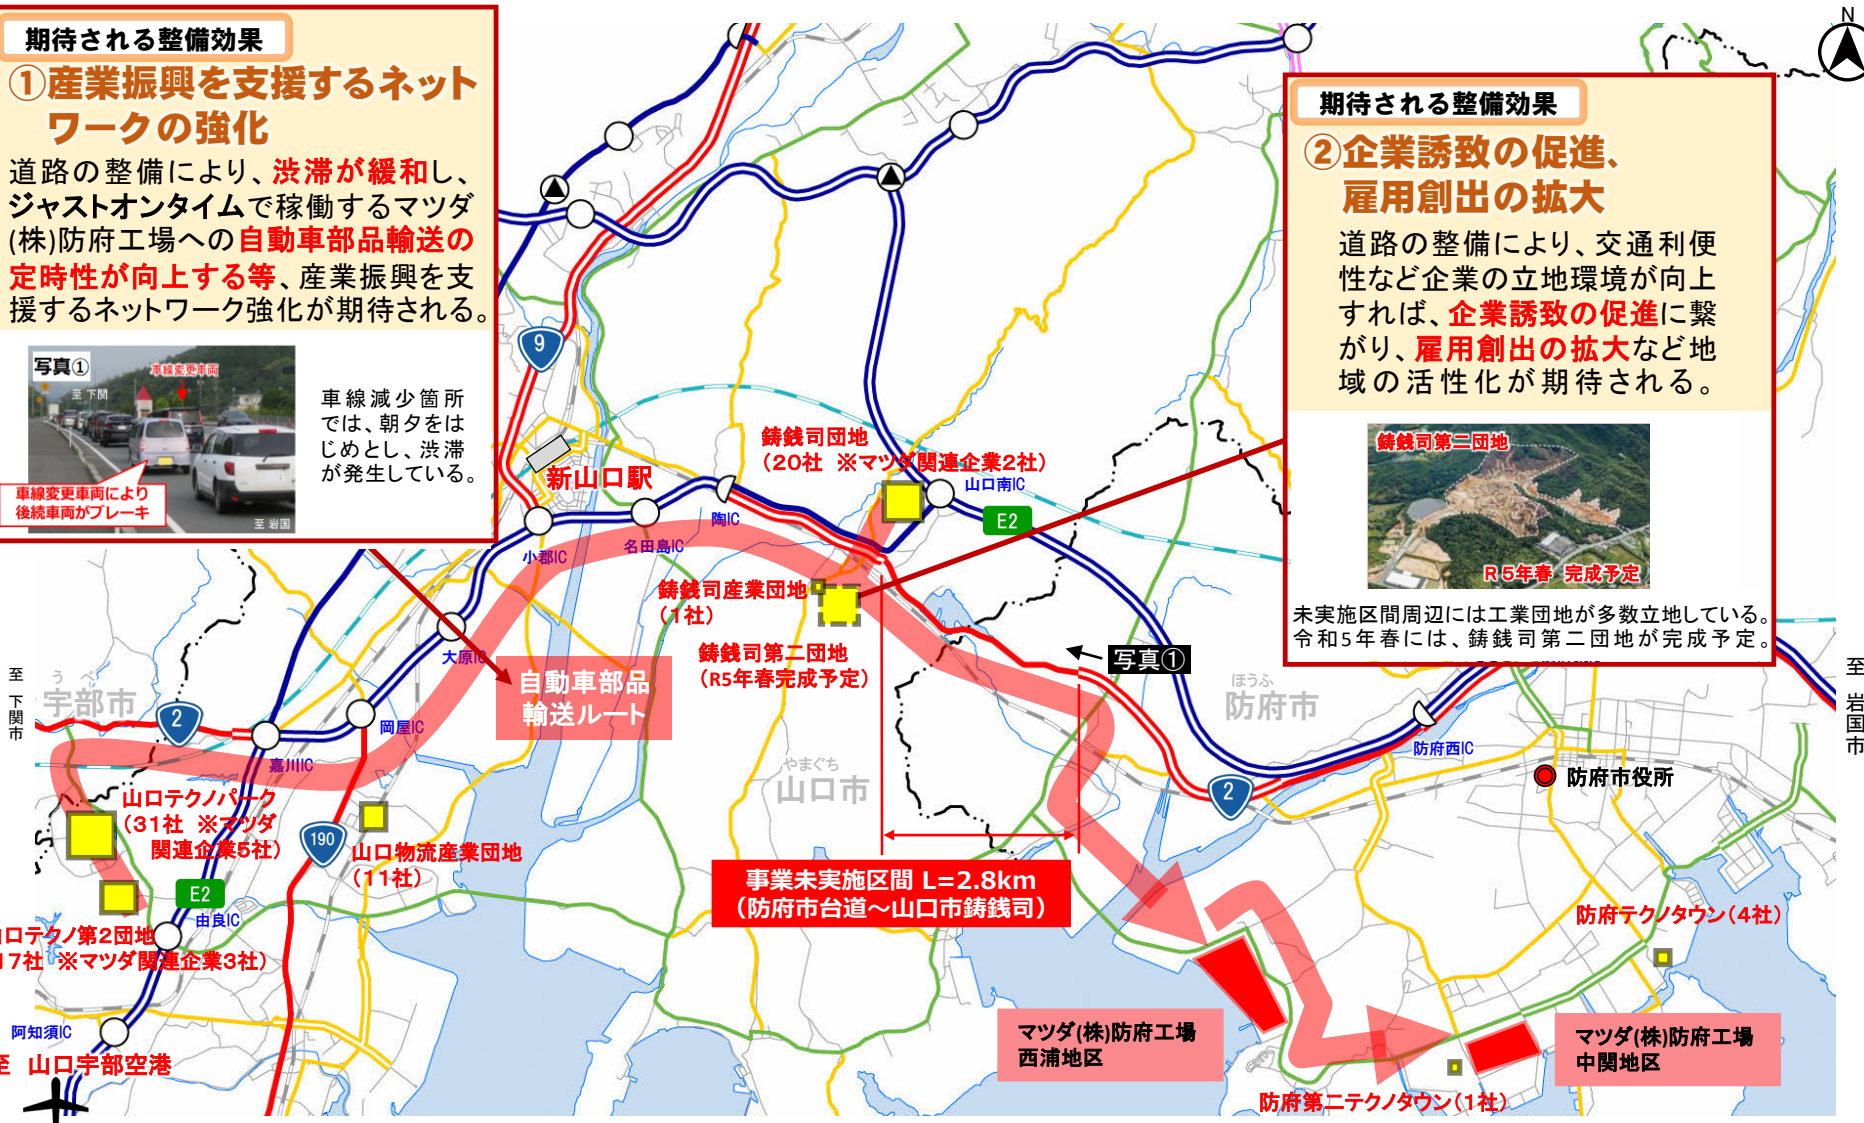 期待される整備効果
①産業振興を支援するネット
ワークの強化
道路の整備により、渋滞が緩和し、
ジャストオンタイムで稼働するマツダ
(株)防府工場への自動車部品輸送の
定時性が向上する等、産業振興を支
援するネットワーク強化が期待される。
写真①
車線変更車両
至 下関
車線変更車両により
後続車両がブレーキ
至 岩国
車線減少箇所
では、朝夕をは
じめとし、渋滞
が発生している。
N
期待される整備効果
②企業誘致の促進、
雇用創出の拡大
道路の整備により、交通利便
性など企業の立地環境が向上
すれば、企業誘致の促進に繋
がり、雇用創出の拡大など地
域の活性化が期待される。
鋳銭司第二団地
R5年春 完成予定
未実施区間周辺には工業団地が多数立地している。
令和5年春には、鋳銭司第二団地が完成予定。
9
新山口駅
鋳銭司団地
(20社 ※マツダ関連企業2社)
山口南IC
E2
陶IC
名田島IC
小郡IC
鋳銭司産業団地
(1社)
大原IC
鋳銭司第二団地
(R5年春完成予定)
写真①
自動車部品
輸送ルート
至 下関市
うべ
宇部市
2
岡屋IC
嘉川IC
やまぐち
山口市
ほうふ
防府市
防府西IC
2
防府市役所
至 岩国市
山口テクノパーク
(31社 ※マツダ
関連企業5社)
190
山口物流産業団地
(11社)
E2
由良IC
事業未実施区間 L=2.8km
(防府市台道～山口市鋳銭司)
口テクノ第2団地
17社 ※マツダ関連企業3社)
防府テクノタウン(4社)
阿知須IC
至 山口宇部空港
マツダ(株)防府工場
西浦地区
マツダ(株)防府工場
中関地区
防府第二テクノタウン(1社)